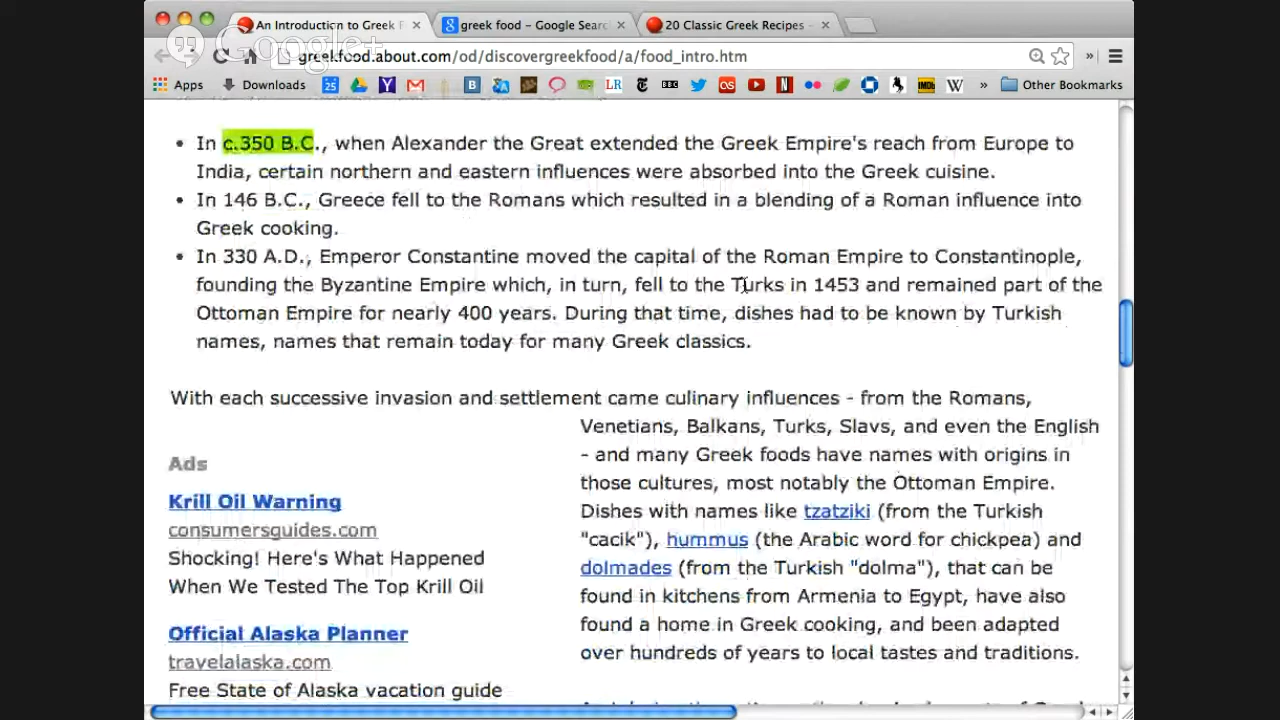 An Introduction to Greek F
greek food - Google Searc
20 Classic Greek Recipes -
Google+
greekfood.about.com/od/discovergreekfood/a/food_intro.htm
Apps
Downloads
Other Bookmarks
• In c.350 B.C., when Alexander the Great extended the Greek Empire's reach from Europe to
India, certain northern and eastern influences were absorbed into the Greek cuisine.
• In 146 B.C., Greece fell to the Romans which resulted in a blending of a Roman influence into
Greek cooking.
• In 330 A.D., Emperor Constantine moved the capital of the Roman Empire to Constantinople,
founding the Byzantine Empire which, in turn, fell to the Turks in 1453 and remained part of the
Ottoman Empire for nearly 400 years. During that time, dishes had to be known by Turkish
names, names that remain today for many Greek classics.
With each successive invasion and settlement came culinary influences - from the Romans,
Venetians, Balkans, Turks, Slavs, and even the English
- and many Greek foods have names with origins in
those cultures, most notably the Ottoman Empire.
Dishes with names like tzatziki (from the Turkish
"cacik"), hummus (the Arabic word for chickpea) and
dolmades (from the Turkish "dolma"), that can be
found in kitchens from Armenia to Egypt, have also
found a home in Greek cooking, and been adapted
over hundreds of years to local tastes and traditions.
Ads
Krill Oil Warning
consumersguides.com
Shocking! Here's What Happened
When We Tested The Top Krill Oil
Official Alaska Planner
travelalaska.com
Free State of Alaska vacation guide